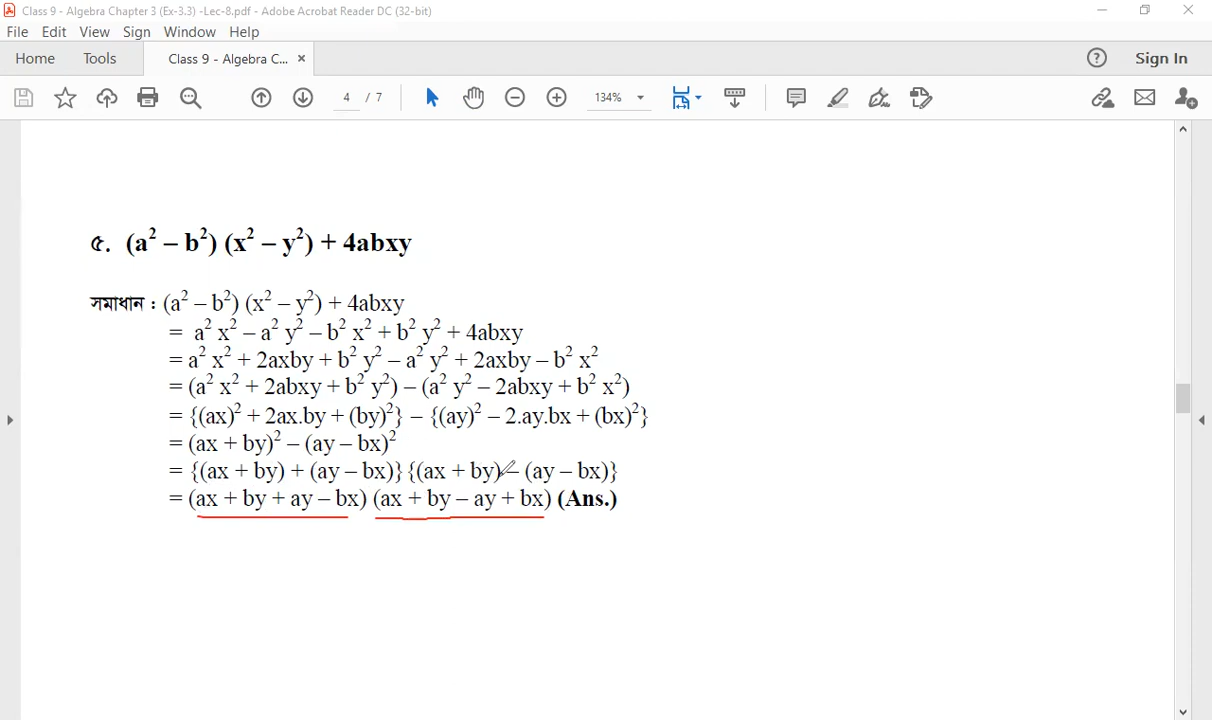 Class 9 - Algebra Chapter 3 (Ex-3.3) -Lec-8.pdf - Adobe Acrobat Reader DC (32-bit)
File Edit View Sign Window Help
Home Tools Class 9 - Algebra C... × Sign In
4 / 7 134%
৫. (a² – b²) (x² – y²) + 4abxy
সমাধান : (a² – b²) (x² – y²) + 4abxy
= a² x² – a² y² – b² x² + b² y² + 4abxy
= a² x² + 2axby + b² y² – a² y² + 2axby – b² x²
= (a² x² + 2abxy + b² y²) – (a² y² – 2abxy + b² x²)
= {(ax)² + 2ax.by + (by)²} – {(ay)² – 2.ay.bx + (bx)²}
= (ax + by)² – (ay – bx)²
= {(ax + by) + (ay – bx)} {(ax + by) – (ay – bx)}
= (ax + by + ay – bx) (ax + by – ay + bx) (Ans.)